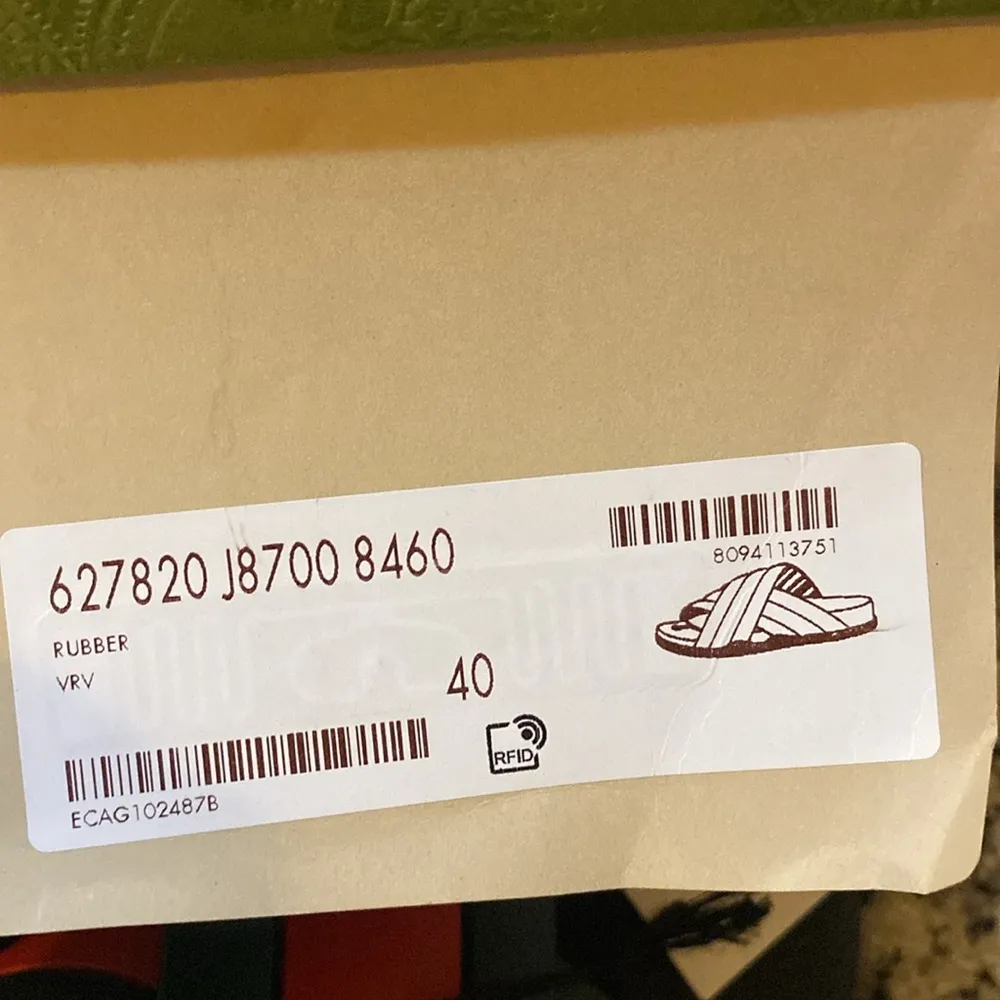 627820 J8700 8460
8094113751
RUBBER
VRV
40
RFID
ECAG102487B